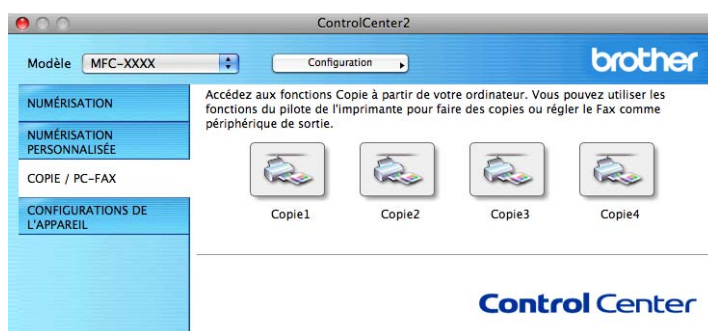 ControlCenter2
Modèle MFC-XXXX Configuration brother
NUMÉRISATION
NUMÉRISATION
PERSONNALISÉE
COPIE / PC-FAX
CONFIGURATIONS DE
L'APPAREIL
Accédez aux fonctions Copie à partir de votre ordinateur. Vous pouvez utiliser les
fonctions du pilote de l'imprimante pour faire des copies ou régler le Fax comme
périphérique de sortie.
Copie1 Copie2 Copie3 Copie4
Control Center